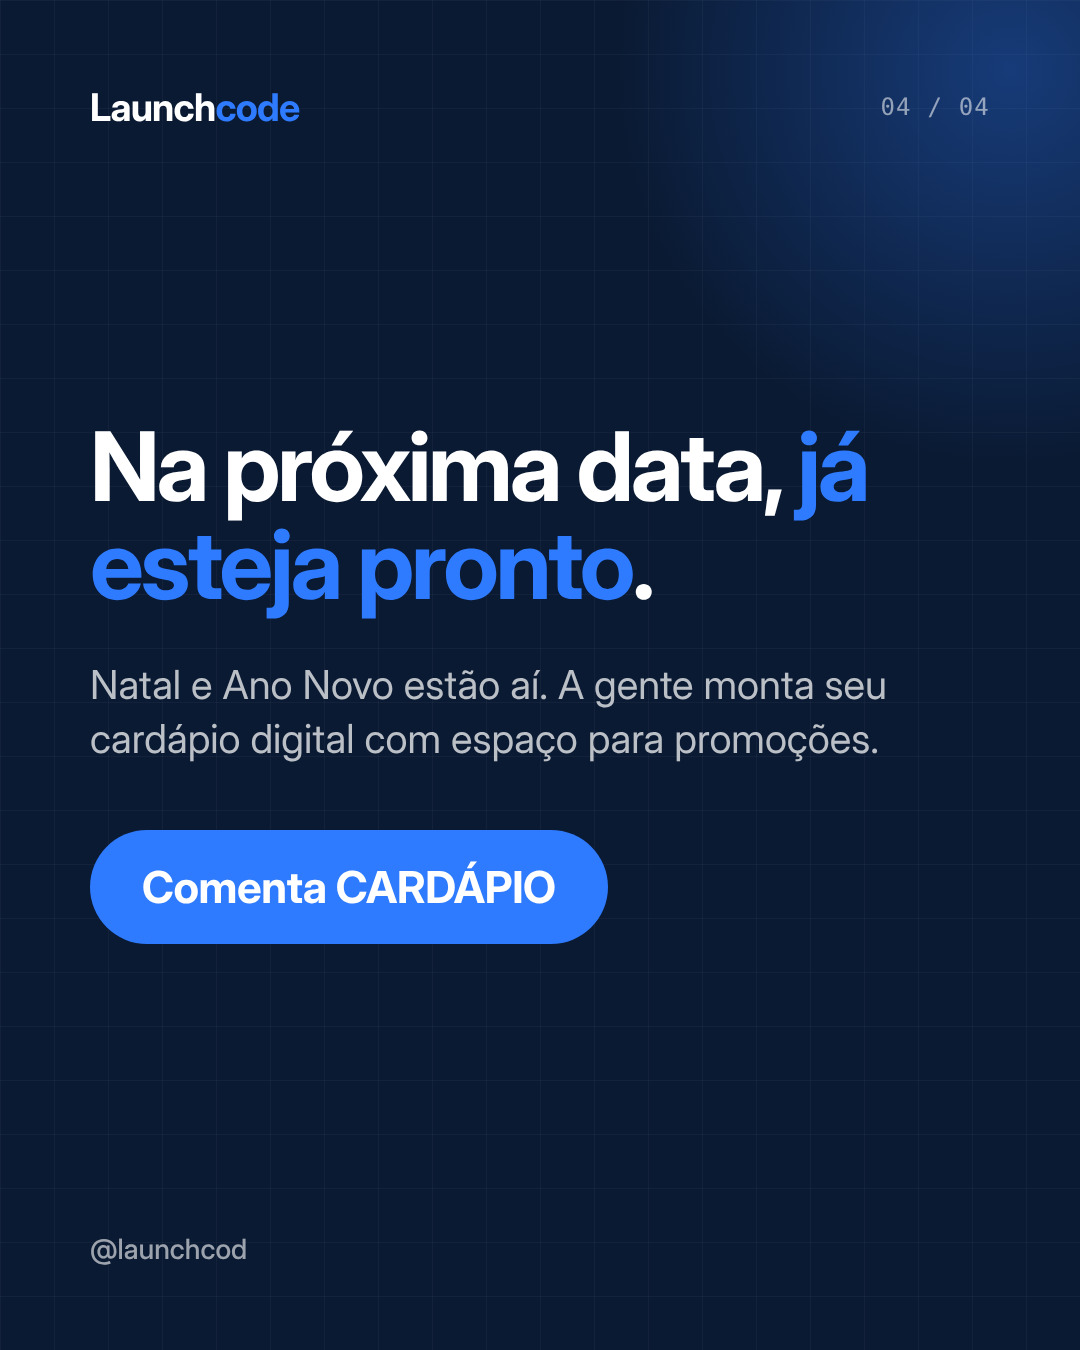 Launchcode
04 / 04
Na próxima data, já
esteja pronto.
Natal e Ano Novo estão aí. A gente monta seu
cardápio digital com espaço para promoções.
Comenta CARDÁPIO
@launchcod